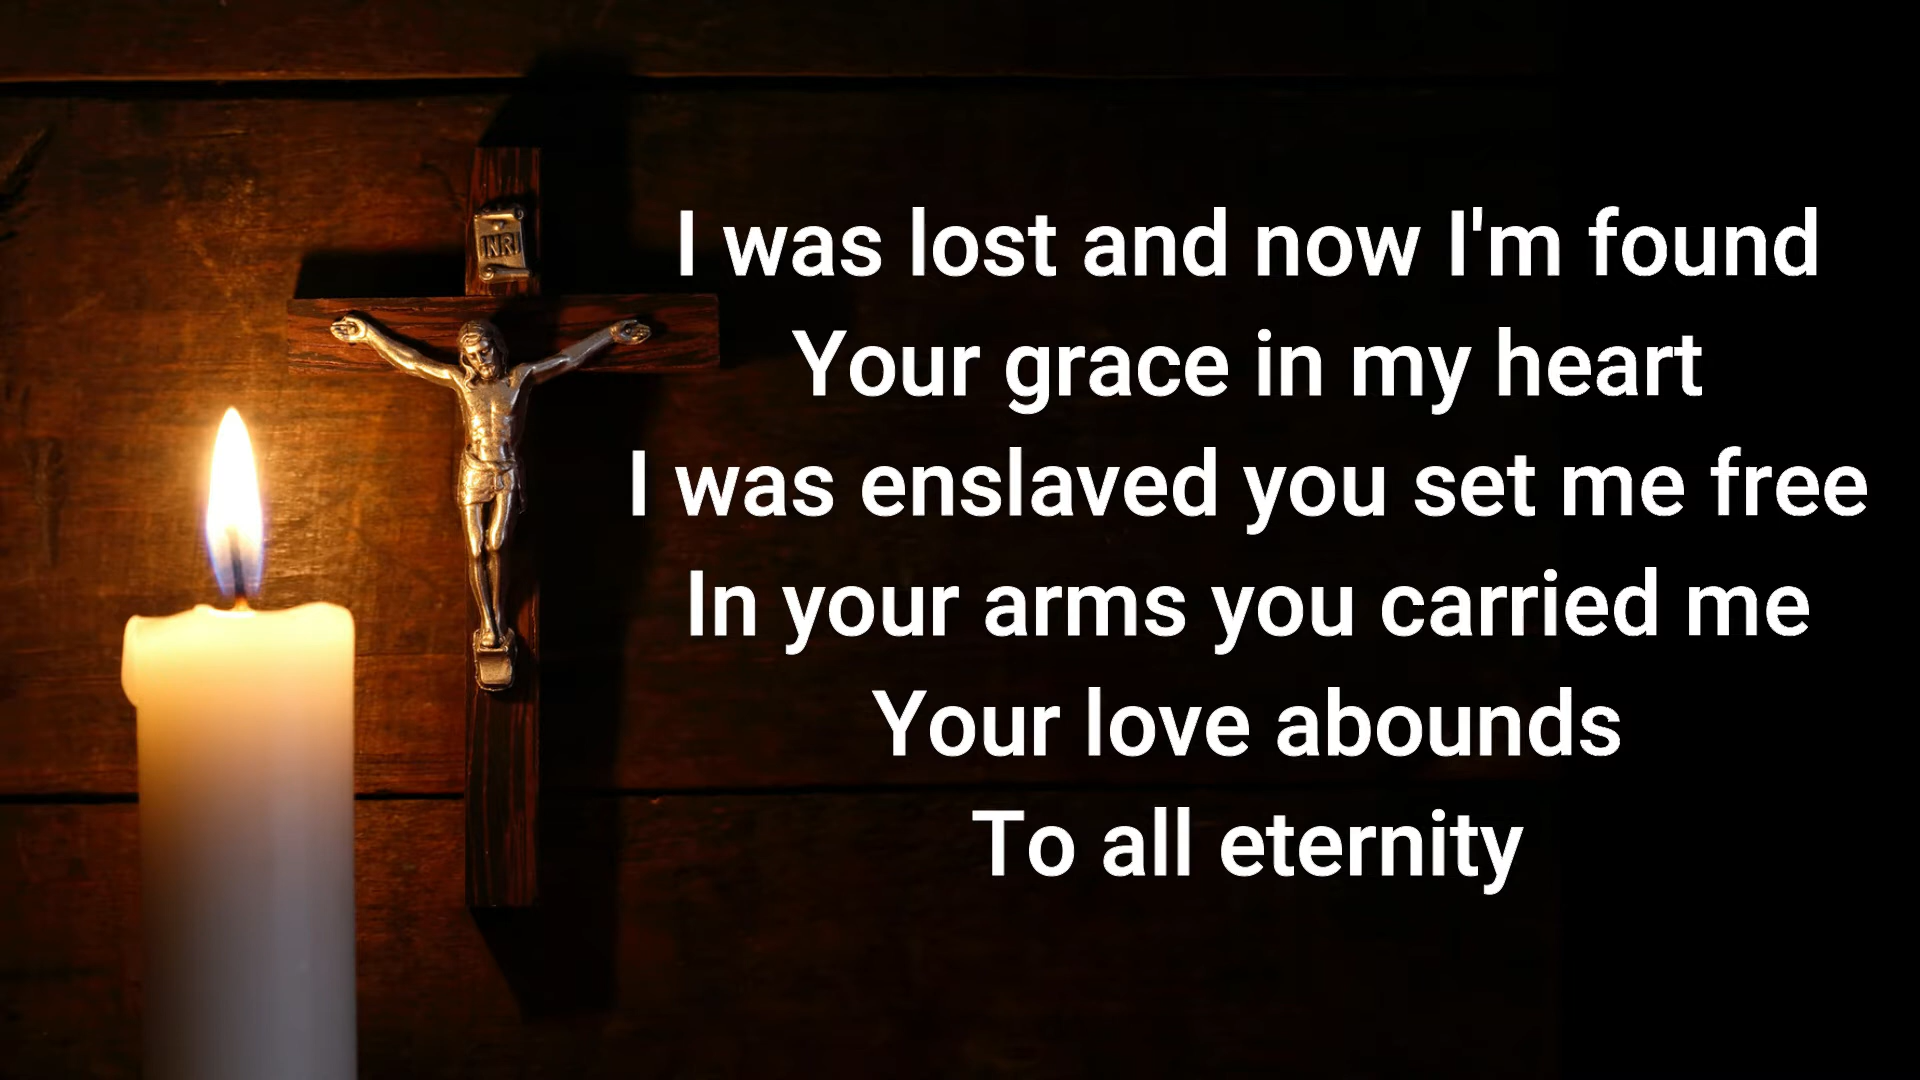 INRI
I was lost and now I'm found
Your grace in my heart
I was enslaved you set me free
In your arms you carried me
Your love abounds
To all eternity